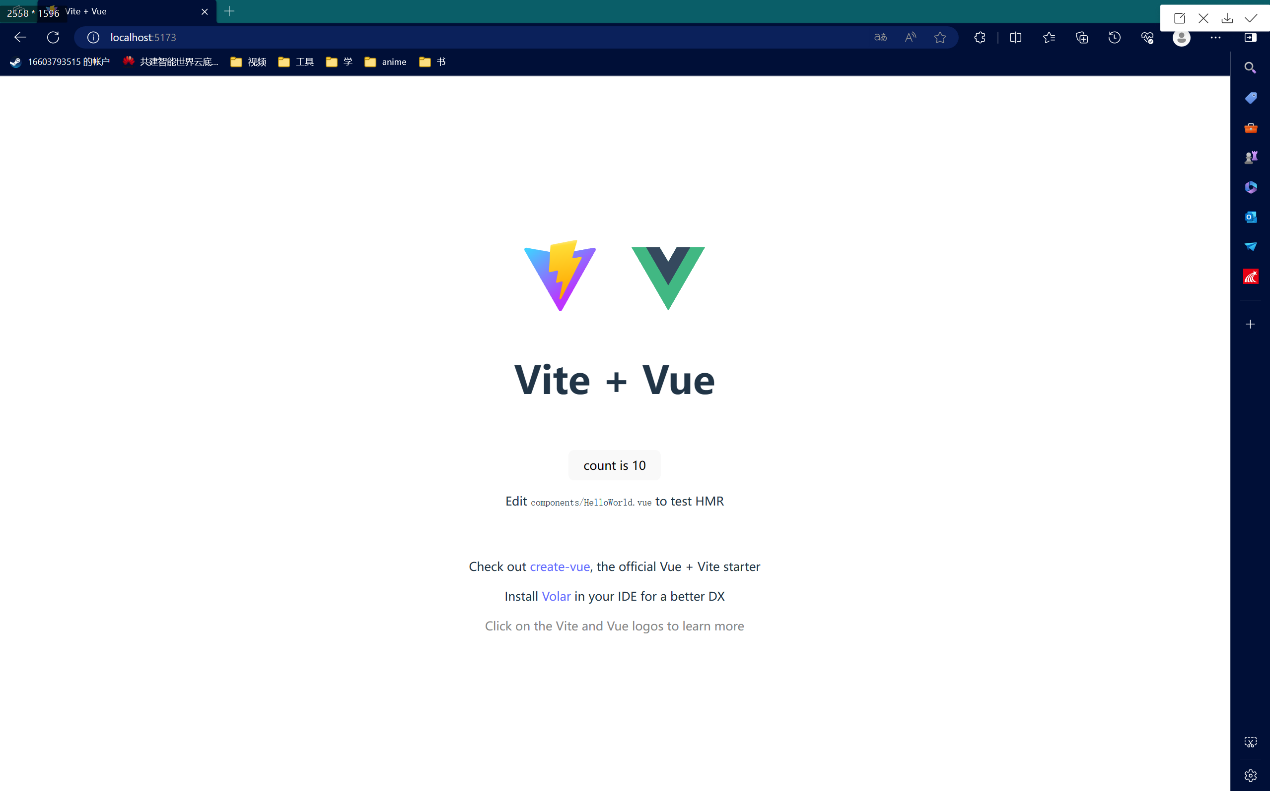 2558 * 1596
Vite + Vue
localhost:5173
16603793515 的帐户
共建智能世界云底...
视频
工具
学
anime
书
Vite + Vue
count is 10
Edit components/HelloWorld.vue to test HMR
Check out create-vue, the official Vue + Vite starter
Install Volar in your IDE for a better DX
Click on the Vite and Vue logos to learn more